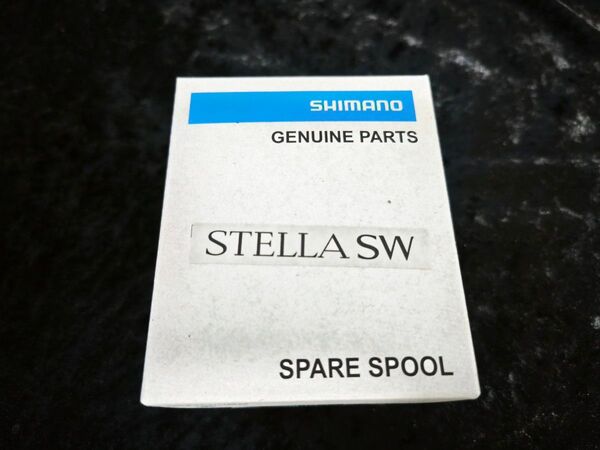 SHIMANO
GENUINE PARTS
STELLA SW
SPARE SPOOL